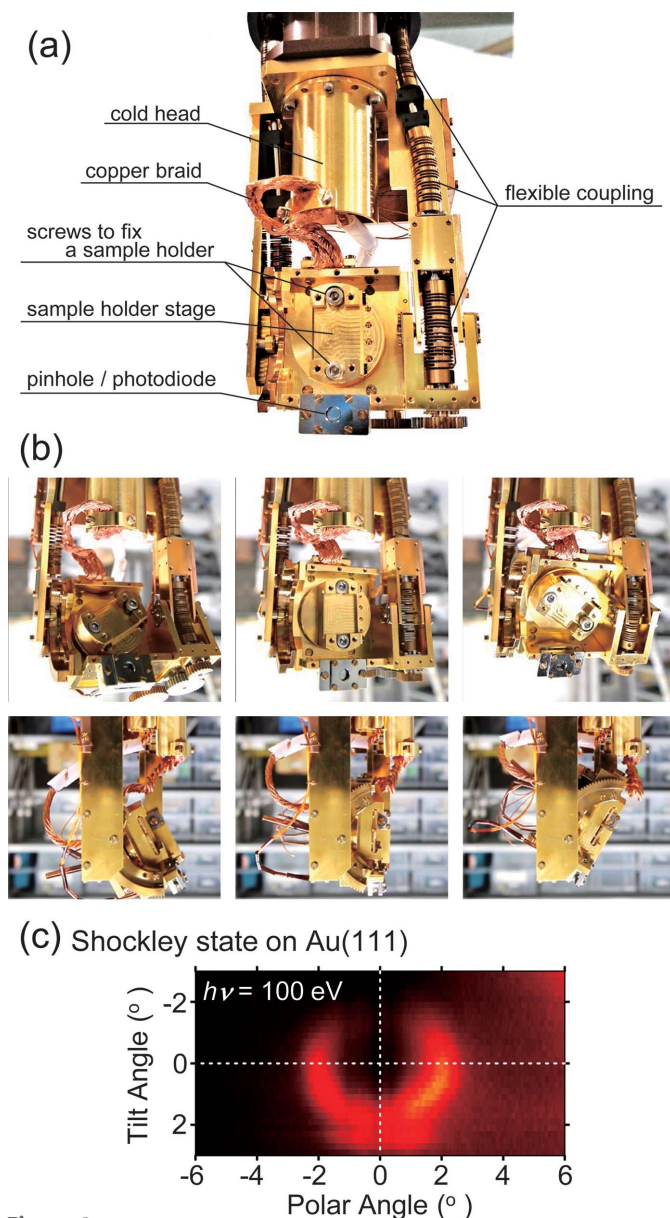 (a)
cold head
copper braid
screws to fix
a sample holder
sample holder stage
pinhole / photodiode
flexible coupling
(b)
(c) Shockley state on Au(111)
hν = 100 eV
Tilt Angle (°)
-2
0
2
-6 -4 -2 0 2 4 6
Polar Angle (°)